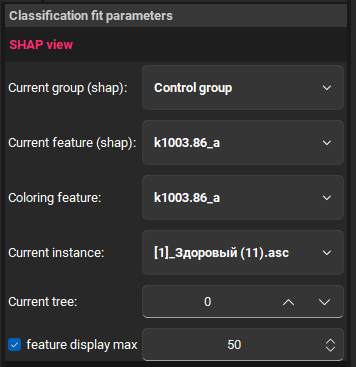 Classification fit parameters
SHAP view
Current group (shap): Control group
Current feature (shap): k1003.86_a
Coloring feature: k1003.86_a
Current instance: [1]_Здоровый (11).asc
Current tree: 0
feature display max 50